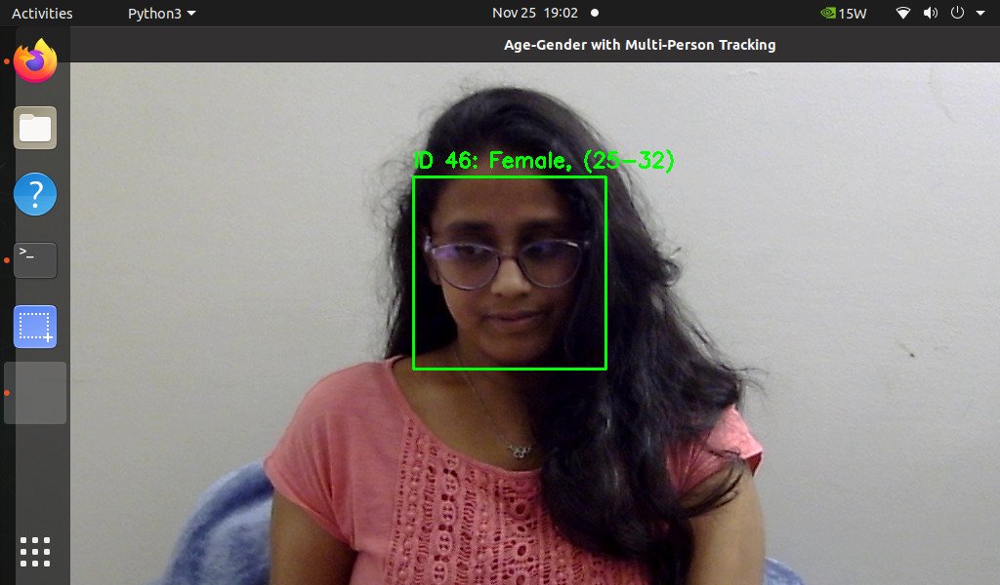 Activities
Python3
Nov 25 19:02
15W
Age-Gender with Multi-Person Tracking
ID 46: Female, (25-32)
?
>_